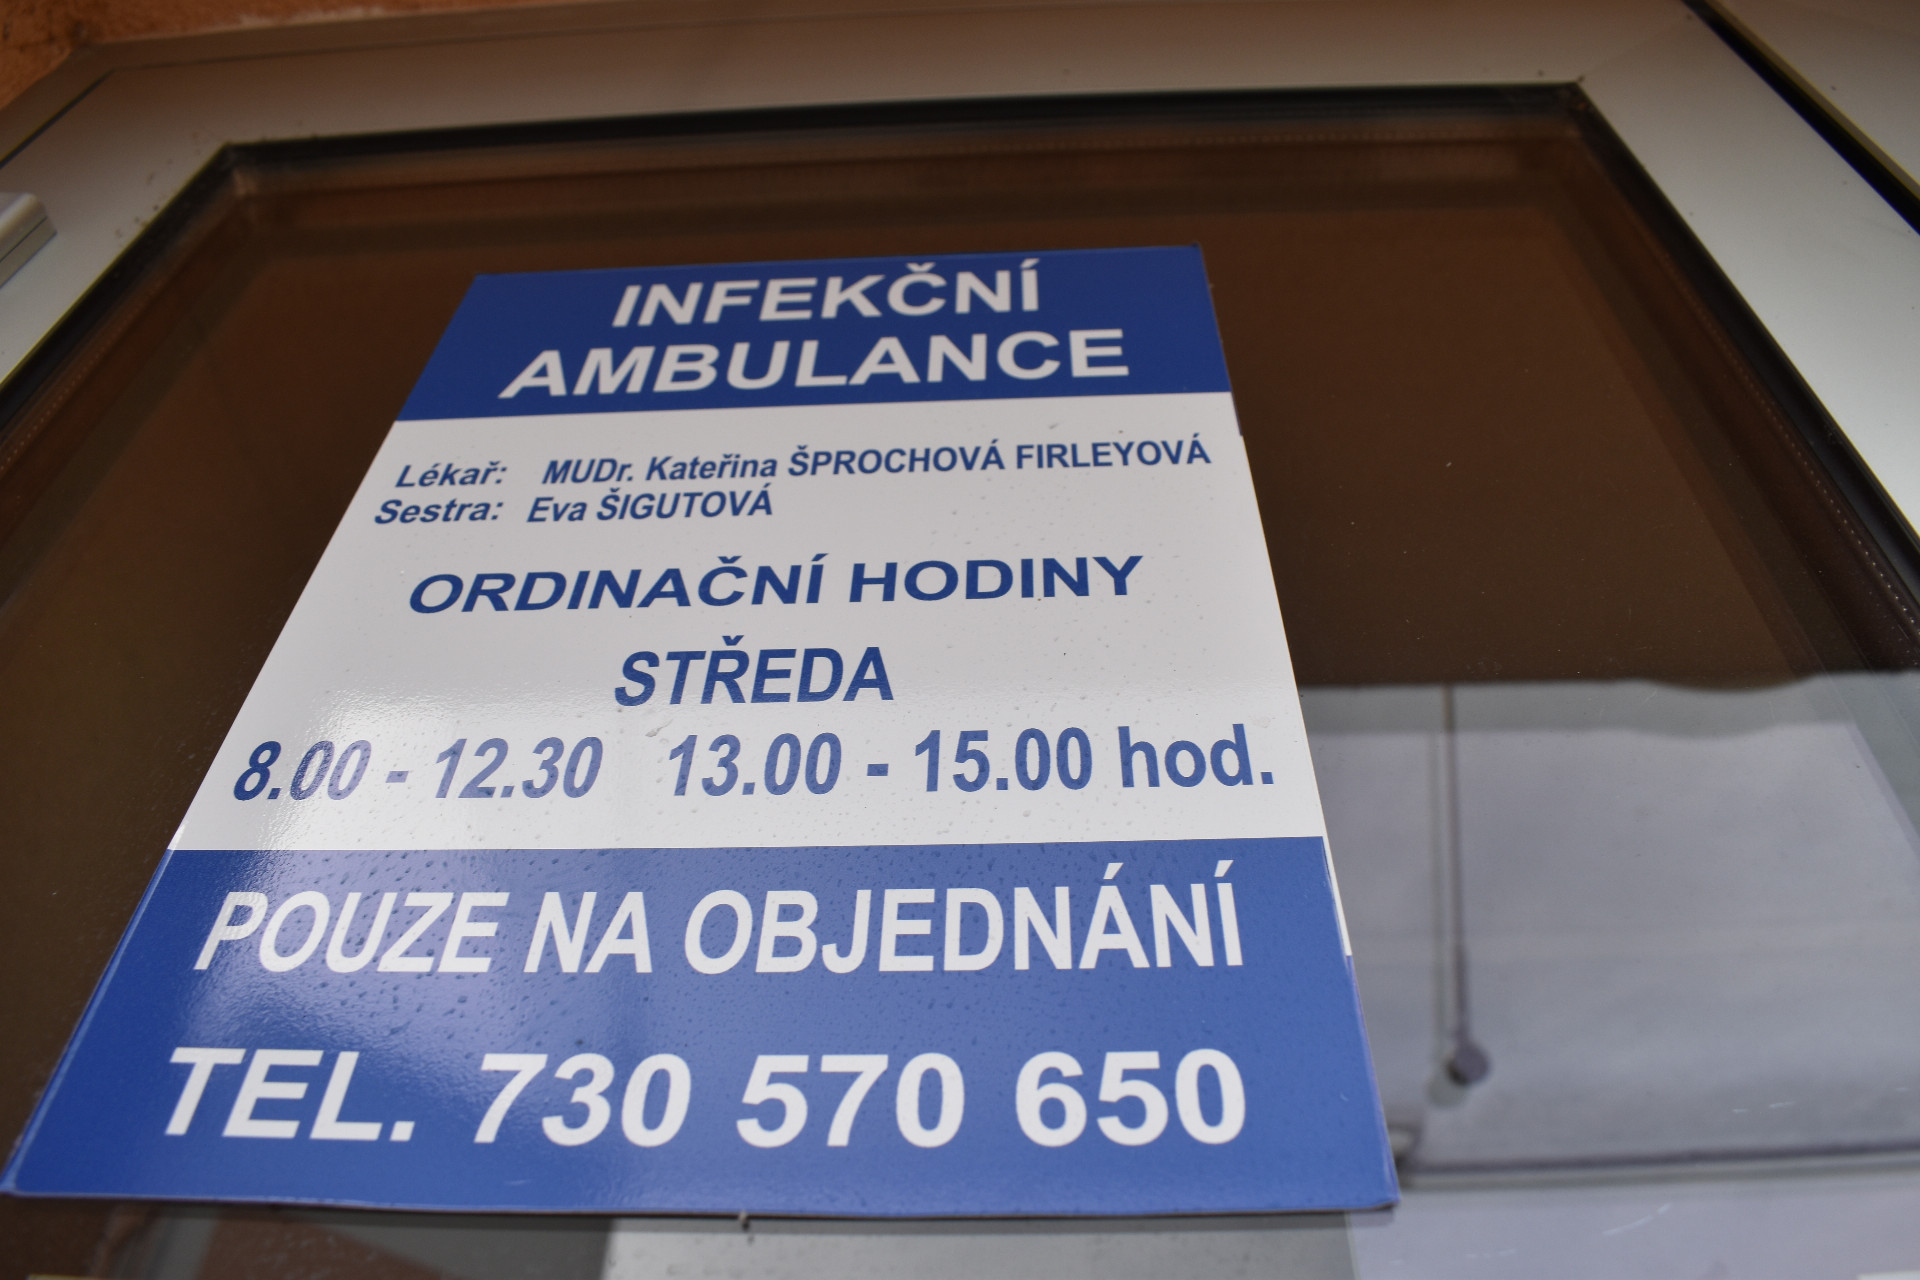 INFEKČNÍ
AMBULANCE
Lékař: MUDr. Kateřina ŠPROCHOVÁ FIRLEYOVÁ
Sestra: Eva ŠIGUTOVÁ
ORDINAČNÍ HODINY
STŘEDA
8.00 - 12.30 13.00 - 15.00 hod.
POUZE NA OBJEDNÁNÍ
TEL. 730 570 650